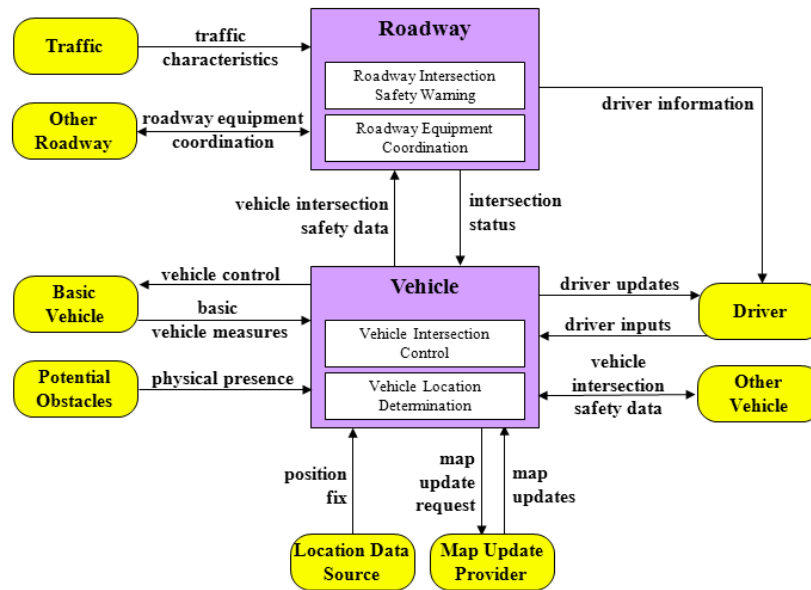 Traffic
traffic
characteristics
Roadway
Roadway Intersection
Safety Warning
Roadway Equipment
Coordination
driver information
Other
Roadway
roadway equipment
coordination
vehicle intersection
safety data
intersection
status
Basic
Vehicle
vehicle control
basic
vehicle measures
Vehicle
Vehicle Intersection
Control
Vehicle Location
Determination
driver updates
driver inputs
Driver
Potential
Obstacles
physical presence
vehicle
intersection
safety data
Other
Vehicle
position
fix
map
update
request
map
updates
Location Data
Source
Map Update
Provider